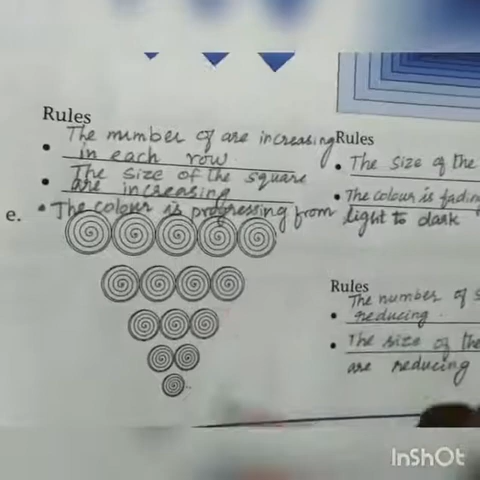 Rules
The number of are increasing
• in each row.
The size of the square
• are increasing
• The colour is progressing from light to dark
Rules
• The size of the
• The colour is fading
e.
Rules
The number of s
• reducing.
• The size of the
are reducing
InShOt